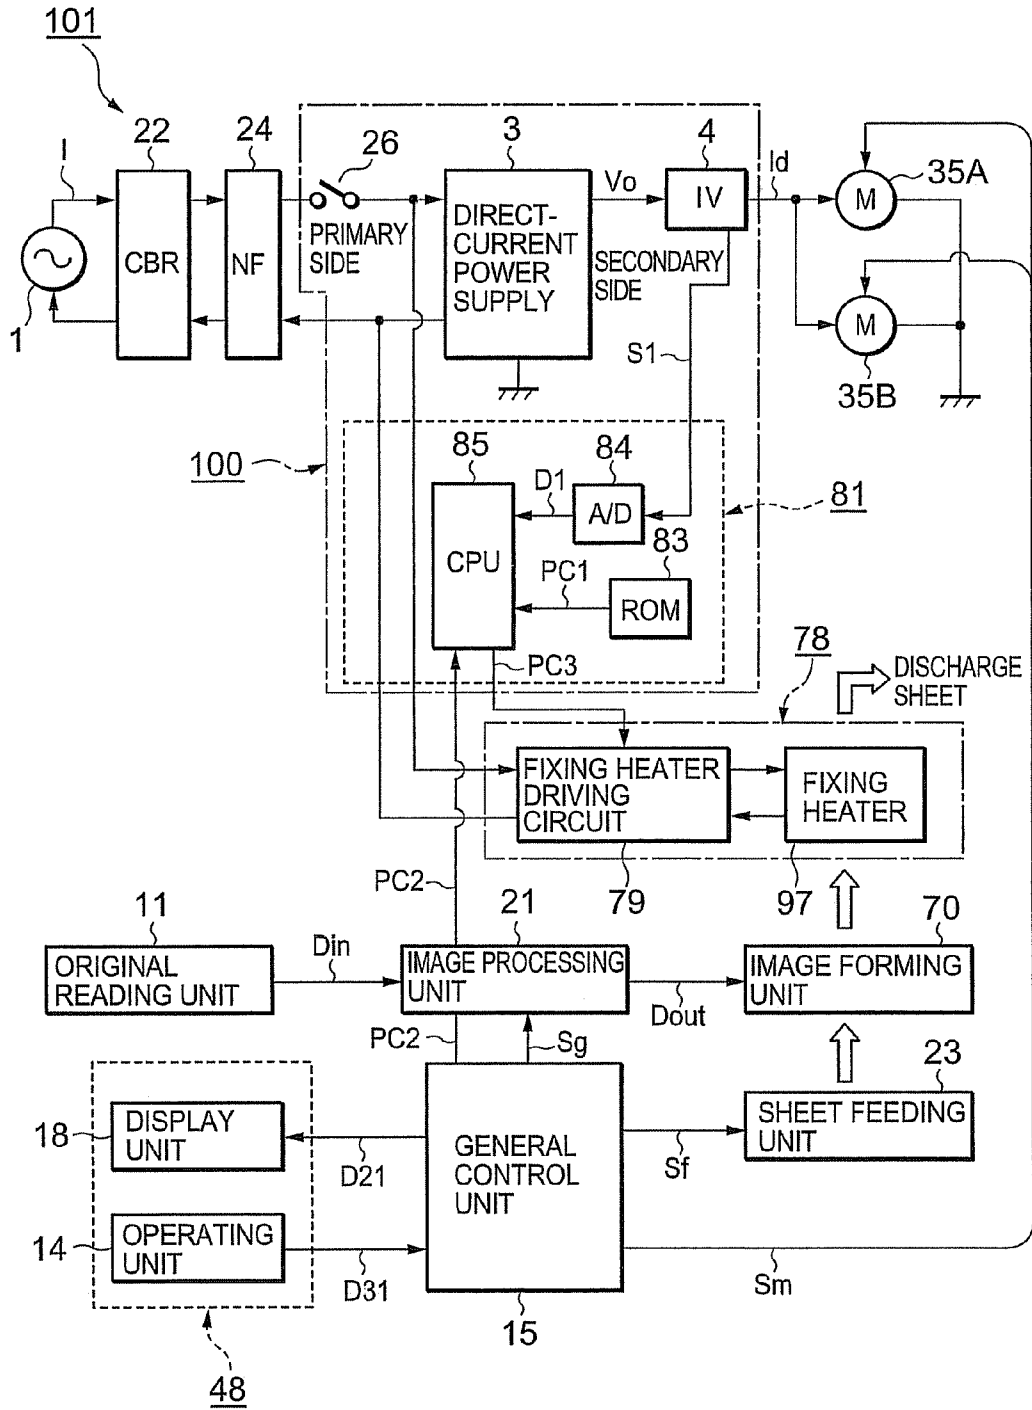 101
22
24
26
3
4
I
Vo
Id
35A
M
CBR
NF
PRIMARY
SIDE
DIRECT-
CURRENT
POWER
SUPPLY
IV
SECONDARY
SIDE
1
M
35B
S1
100
85
84
81
D1
A/D
CPU
83
PC1
ROM
PC3
78
DISCHARGE
SHEET
FIXING HEATER
DRIVING
CIRCUIT
FIXING
HEATER
79
97
PC2
11
21
70
Din
ORIGINAL
READING UNIT
IMAGE PROCESSING
UNIT
IMAGE FORMING
UNIT
Dout
PC2
Sg
23
18
DISPLAY
UNIT
D21
GENERAL
CONTROL
UNIT
Sf
SHEET FEEDING
UNIT
14
OPERATING
UNIT
D31
Sm
15
48